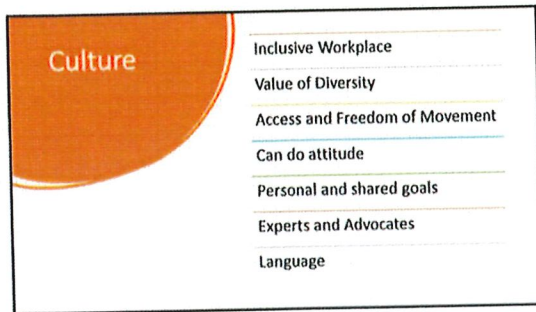 Culture
Inclusive Workplace
Value of Diversity
Access and Freedom of Movement
Can do attitude
Personal and shared goals
Experts and Advocates
Language